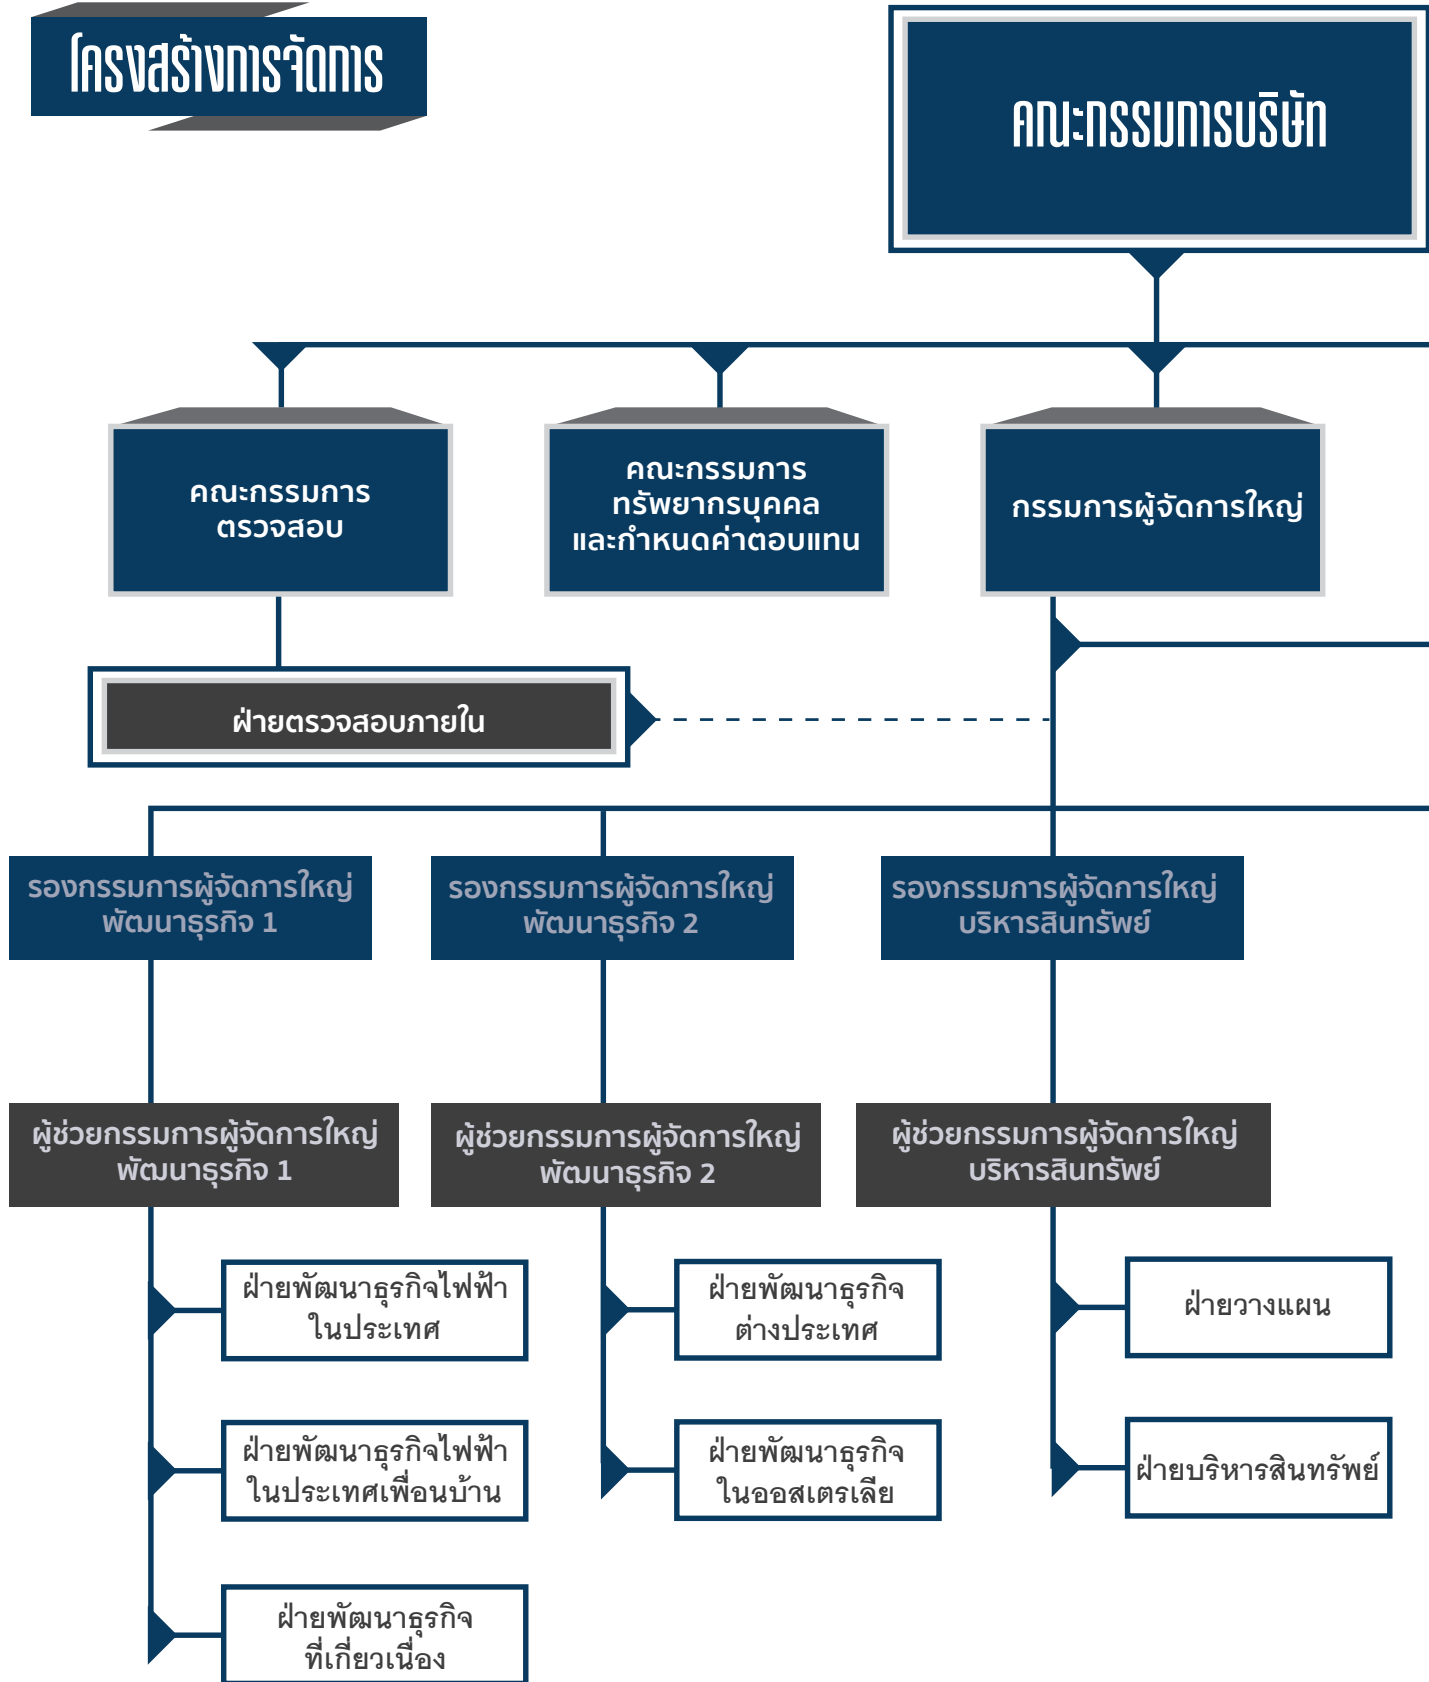 โครงสร้างการจัดการ
คณะกรรมการบริษัท
คณะกรรมการ
ตรวจสอบ
คณะกรรมการ
ทรัพยากรบุคคล
และกำหนดค่าตอบแทน
กรรมการผู้จัดการใหญ่
ฝ่ายตรวจสอบภายใน
รองกรรมการผู้จัดการใหญ่
พัฒนาธุรกิจ 1
รองกรรมการผู้จัดการใหญ่
พัฒนาธุรกิจ 2
รองกรรมการผู้จัดการใหญ่
บริหารสินทรัพย์
ผู้ช่วยกรรมการผู้จัดการใหญ่
พัฒนาธุรกิจ 1
ผู้ช่วยกรรมการผู้จัดการใหญ่
พัฒนาธุรกิจ 2
ผู้ช่วยกรรมการผู้จัดการใหญ่
บริหารสินทรัพย์
ฝ่ายพัฒนาธุรกิจไฟฟ้า
ในประเทศ
ฝ่ายพัฒนาธุรกิจ
ต่างประเทศ
ฝ่ายวางแผน
ฝ่ายพัฒนาธุรกิจไฟฟ้า
ในประเทศเพื่อนบ้าน
ฝ่ายพัฒนาธุรกิจ
ในออสเตรเลีย
ฝ่ายบริหารสินทรัพย์
ฝ่ายพัฒนาธุรกิจ
ที่เกี่ยวเนื่อง